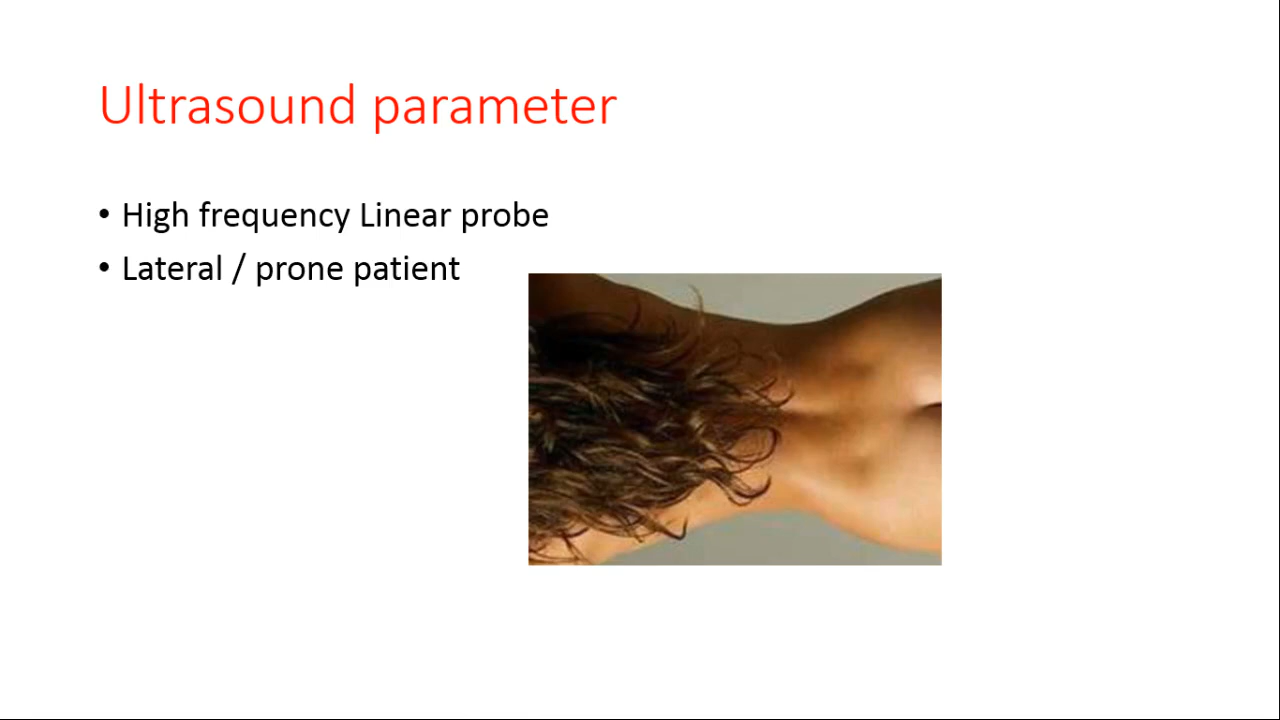 Ultrasound parameter
• High frequency Linear probe
• Lateral / prone patient